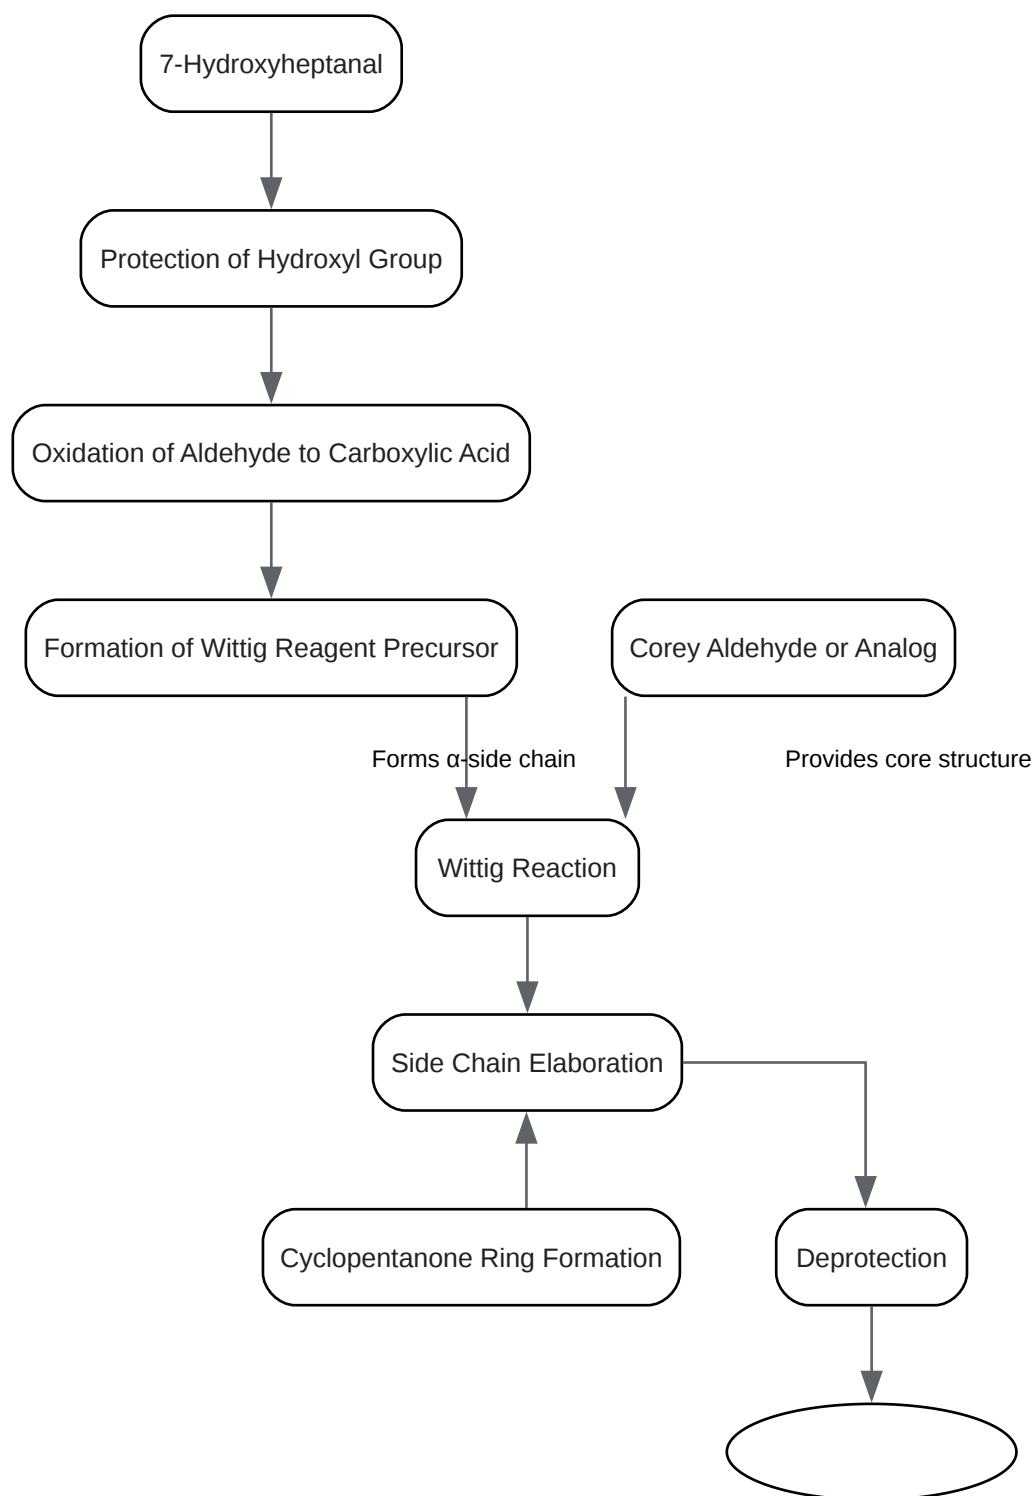 7-Hydroxyheptanal
Protection of Hydroxyl Group
Oxidation of Aldehyde to Carboxylic Acid
Formation of Wittig Reagent Precursor
Corey Aldehyde or Analog
Forms α-side chain
Provides core structure
Wittig Reaction
Side Chain Elaboration
Cyclopentanone Ring Formation
Deprotection